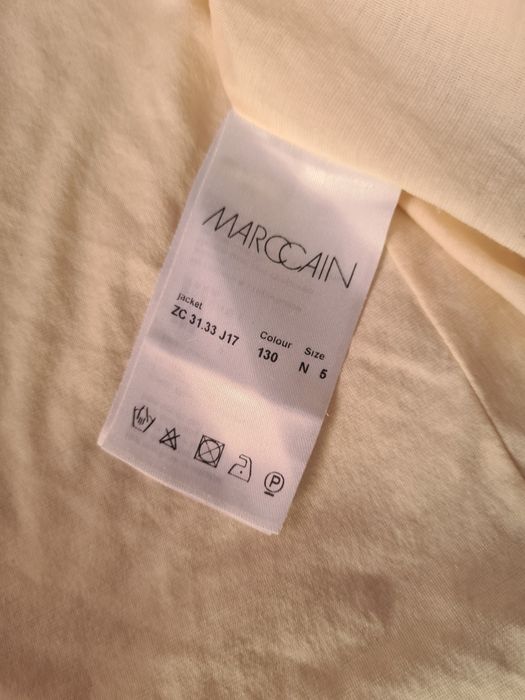 MARCCAIN
jacket
ZC 31.33 J17
Colour
130
Size
N 5
P